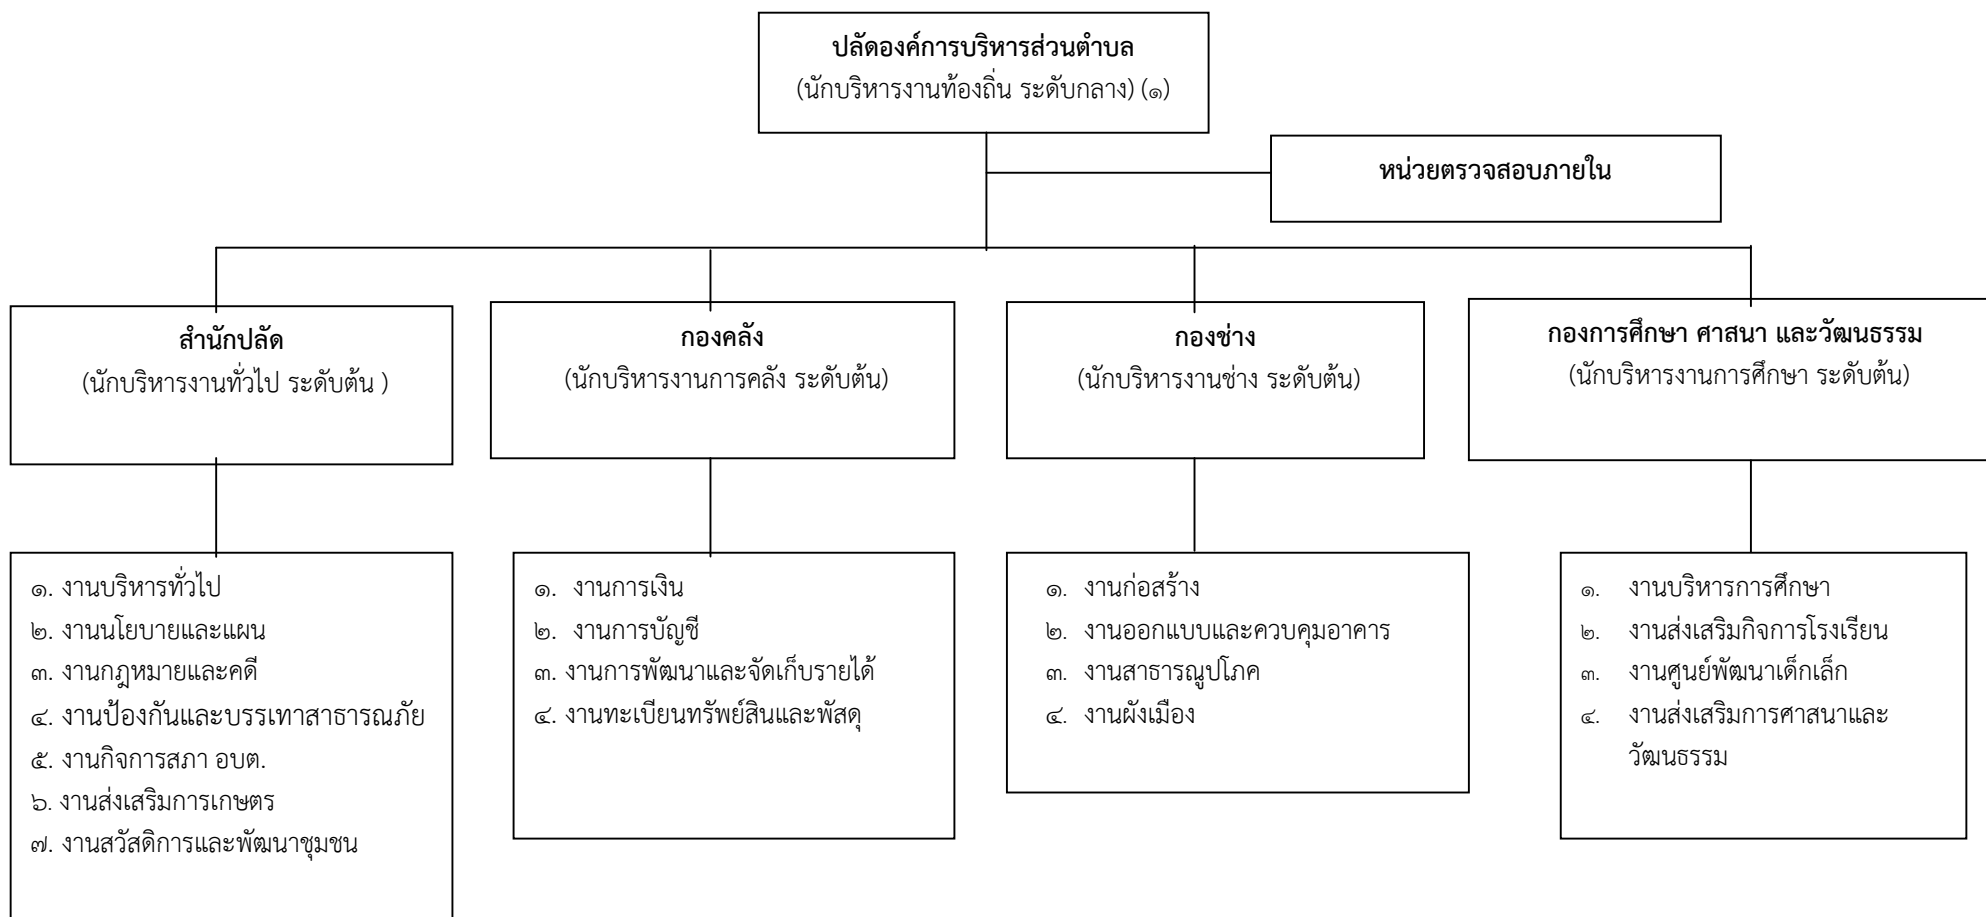 ปลัดองค์การบริหารส่วนตำบล
(นักบริหารงานท้องถิ่น ระดับกลาง) (๑)
หน่วยตรวจสอบภายใน
สำนักปลัด
(นักบริหารงานทั่วไป ระดับต้น )
กองคลัง
(นักบริหารงานการคลัง ระดับต้น)
กองช่าง
(นักบริหารงานช่าง ระดับต้น)
กองการศึกษา ศาสนา และวัฒนธรรม
(นักบริหารงานการศึกษา ระดับต้น)
๑. งานบริหารทั่วไป
๒. งานนโยบายและแผน
๓. งานกฎหมายและคดี
๔. งานป้องกันและบรรเทาสาธารณภัย
๕. งานกิจการสภา อบต.
๖. งานส่งเสริมการเกษตร
๗. งานสวัสดิการและพัฒนาชุมชน
๑. งานการเงิน
๒. งานการบัญชี
๓. งานการพัฒนาและจัดเก็บรายได้
๔. งานทะเบียนทรัพย์สินและพัสดุ
๑. งานก่อสร้าง
๒. งานออกแบบและควบคุมอาคาร
๓. งานสาธารณูปโภค
๔. งานผังเมือง
๑. งานบริหารการศึกษา
๒. งานส่งเสริมกิจการโรงเรียน
๓. งานศูนย์พัฒนาเด็กเล็ก
๔. งานส่งเสริมการศาสนาและ
วัฒนธรรม